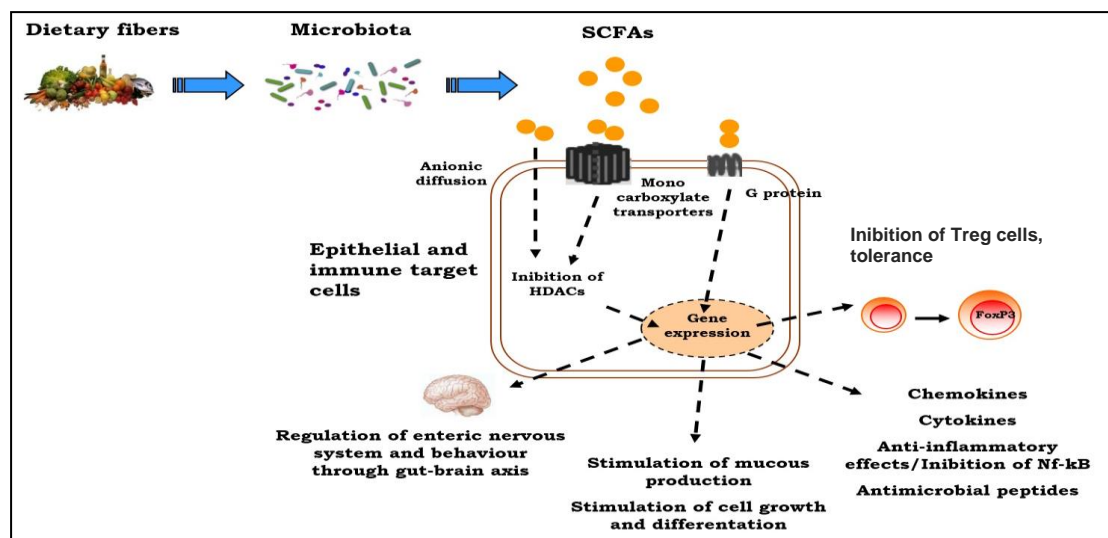 Dietary fibers
Microbiota
SCFAs
Anionic
diffusion
Mono
carboxylate
transporters
G protein
Epithelial and
immune target
cells
Inibition of
HDACs
Gene
expression
Inibition of Treg cells,
tolerance
FoxP3
Regulation of enteric nervous
system and behaviour
through gut-brain axis
Stimulation of mucous
production
Stimulation of cell growth
and differentation
Chemokines
Cytokines
Anti-inflammatory
effects/Inibition of Nf-kB
Antimicrobial peptides